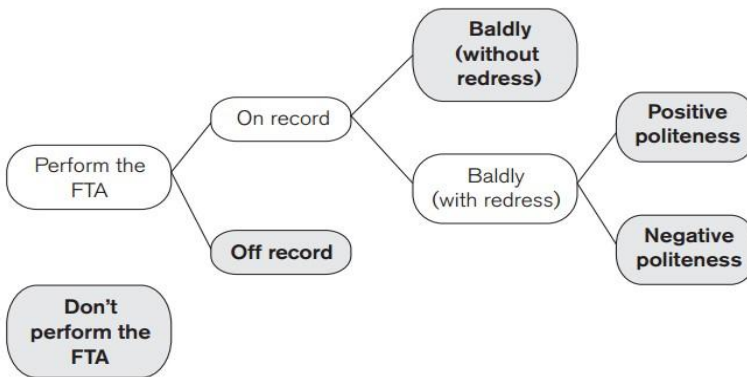 Baldly
(without
redress)
On record
Positive
politeness
Perform the
FTA
Baldly
(with redress)
Off record
Negative
politeness
Don't
perform the
FTA